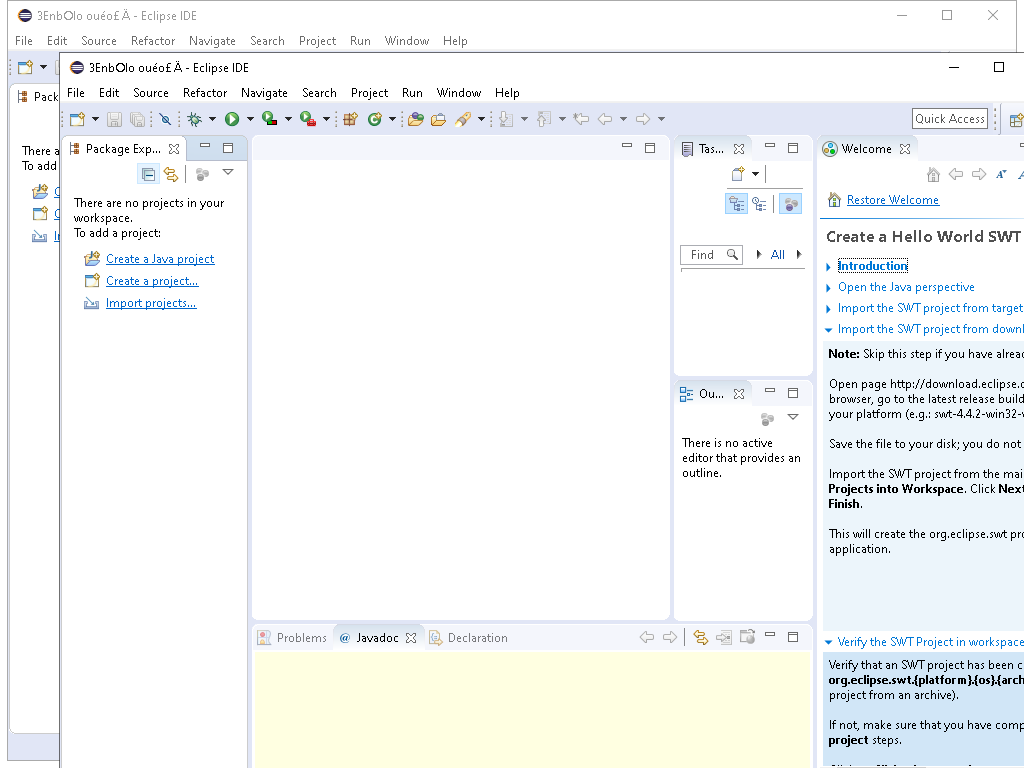 3EnbOlo ouéo£Ä - Eclipse IDE
File Edit Source Refactor Navigate Search Project Run Window Help
Pack
There a
To add
3EnbOlo ouéo£Ä - Eclipse IDE
File Edit Source Refactor Navigate Search Project Run Window Help
Quick Access
Package Exp...
There are no projects in your
workspace.
To add a project:
Create a Java project
Create a project...
Import projects...
Tas...
Find
All
Ou...
There is no active
editor that provides an
outline.
Problems
@ Javadoc
Declaration
Welcome
Restore Welcome
Create a Hello World SWT
Introduction
Open the Java perspective
Import the SWT project from target
Import the SWT project from downl
Note: Skip this step if you have alread
Open page http://download.eclipse.o
browser, go to the latest release build
your platform (e.g.: swt-4.4.2-win32-
Save the file to your disk; you do not
Import the SWT project from the mai
Projects into Workspace. Click Next
Finish.
This will create the org.eclipse.swt pro
application.
Verify the SWT Project in workspace
Verify that an SWT project has been c
org.eclipse.swt.{platform}.{os}.{arch
project from an archive).
If not, make sure that you have comp
project steps.